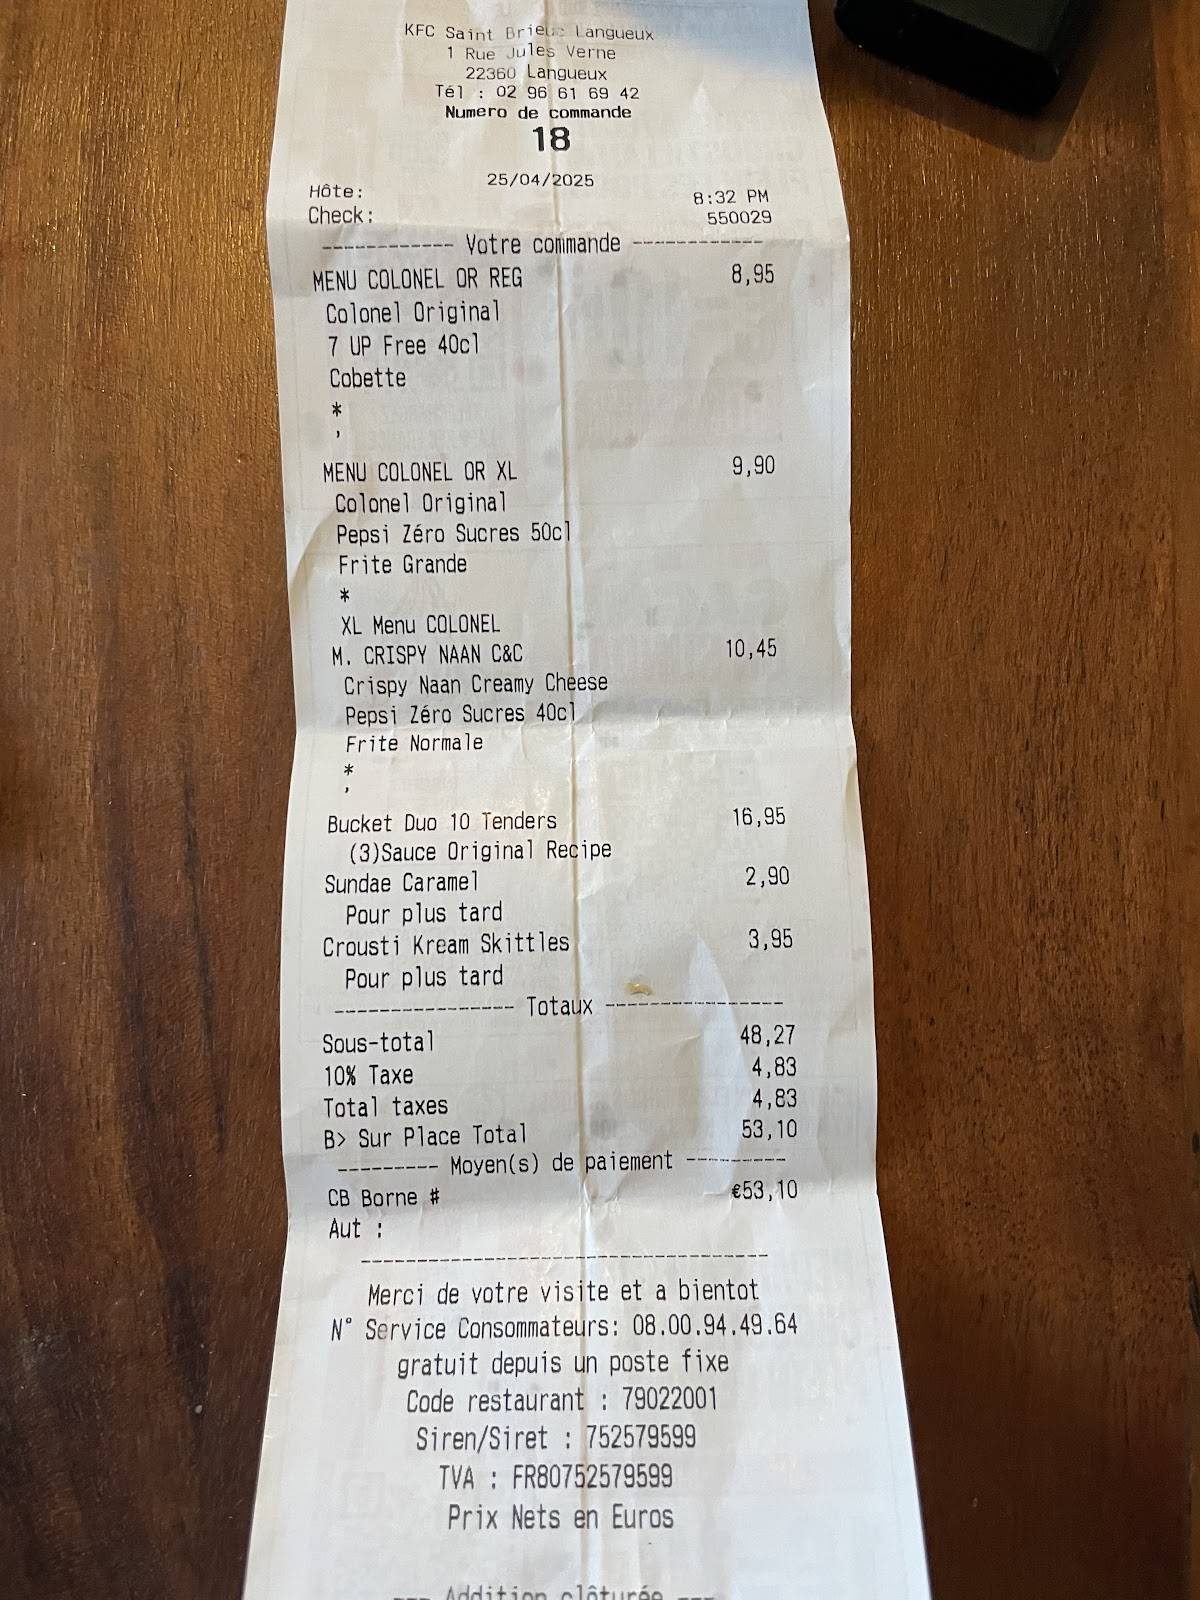 KFC Saint Brieuc Langueux
1 Rue Jules Verne
22360 Langueux
Tél : 02 96 61 69 42
Numero de commande
18
25/04/2025
Hôte: 8:32 PM
Check: 550029
------------ Votre commande ------------
MENU COLONEL OR REG 8,95
Colonel Original
7 UP Free 40cl
Cobette
*
,
MENU COLONEL OR XL 9,90
Colonel Original
Pepsi Zéro Sucres 50cl
Frite Grande
*
XL Menu COLONEL
M. CRISPY NAAN C&C 10,45
Crispy Naan Creamy Cheese
Pepsi Zéro Sucres 40cl
Frite Normale
*
,
Bucket Duo 10 Tenders 16,95
(3)Sauce Original Recipe
Sundae Caramel 2,90
Pour plus tard
Crousti Kream Skittles 3,95
Pour plus tard
---------------- Totaux ----------------
Sous-total 48,27
10% Taxe 4,83
Total taxes 4,83
B> Sur Place Total 53,10
--------- Moyen(s) de paiement ---------
CB Borne # €53,10
Aut :
-------------------------------------
Merci de votre visite et a bientot
N° Service Consommateurs: 08.00.94.49.64
gratuit depuis un poste fixe
Code restaurant : 79022001
Siren/Siret : 752579599
TVA : FR80752579599
Prix Nets en Euros
--- Addition clôturée ---